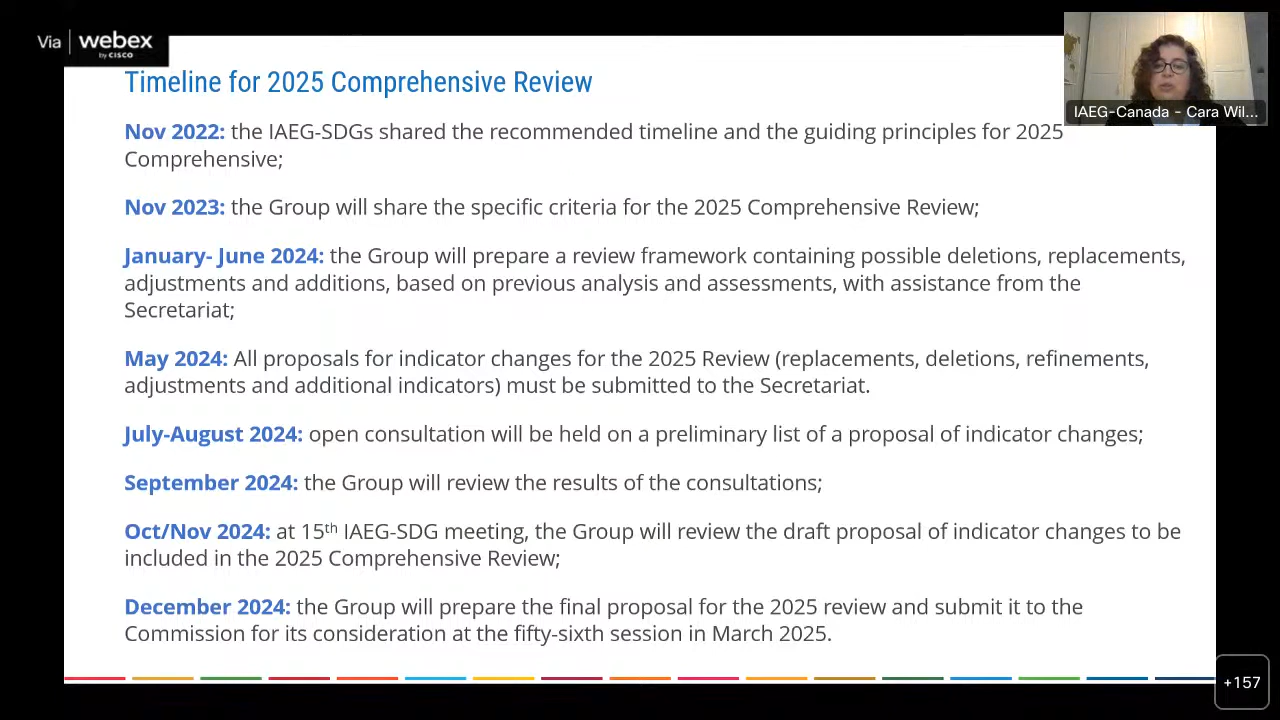 Via webex
by CISCO
IAEG-Canada - Cara Wil...
Timeline for 2025 Comprehensive Review
Nov 2022: the IAEG-SDGs shared the recommended timeline and the guiding principles for 2025
Comprehensive;
Nov 2023: the Group will share the specific criteria for the 2025 Comprehensive Review;
January- June 2024: the Group will prepare a review framework containing possible deletions, replacements,
adjustments and additions, based on previous analysis and assessments, with assistance from the
Secretariat;
May 2024: All proposals for indicator changes for the 2025 Review (replacements, deletions, refinements,
adjustments and additional indicators) must be submitted to the Secretariat.
July-August 2024: open consultation will be held on a preliminary list of a proposal of indicator changes;
September 2024: the Group will review the results of the consultations;
Oct/Nov 2024: at 15th IAEG-SDG meeting, the Group will review the draft proposal of indicator changes to be
included in the 2025 Comprehensive Review;
December 2024: the Group will prepare the final proposal for the 2025 review and submit it to the
Commission for its consideration at the fifty-sixth session in March 2025.
+157